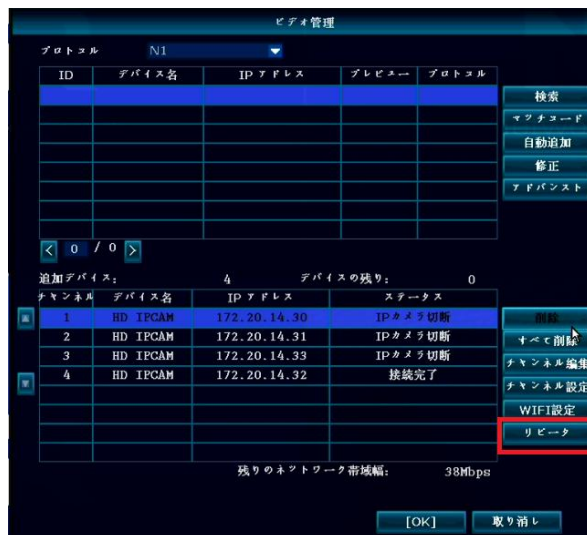 ビデオ管理
プロトコル N1
ID デバイス名 IPアドレス プレビュー プロトコル
検索
マッチコード
自動追加
修正
アドバンスト
< 0 / 0 >
追加デバイス: 4 デバイスの残り: 0
チャンネル デバイス名 IPアドレス ステータス
1 HD IPCAM 172.20.14.30 IPカメラ切断 削除
2 HD IPCAM 172.20.14.31 IPカメラ切断 すべて削除
3 HD IPCAM 172.20.14.33 IPカメラ切断 チャンネル編集
4 HD IPCAM 172.20.14.32 接続完了 チャンネル設定
WIFI設定
リピータ
残りのネットワーク帯域幅: 38Mbps
[OK] 取り消し